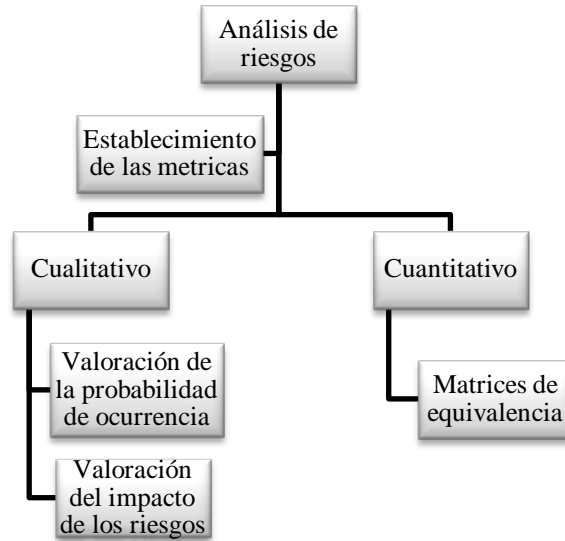 Análisis de
riesgos
Establecimiento
de las metricas
Cualitativo
Cuantitativo
Valoración de
la probabilidad
de ocurrencia
Matrices de
equivalencia
Valoración
del impacto
de los riesgos